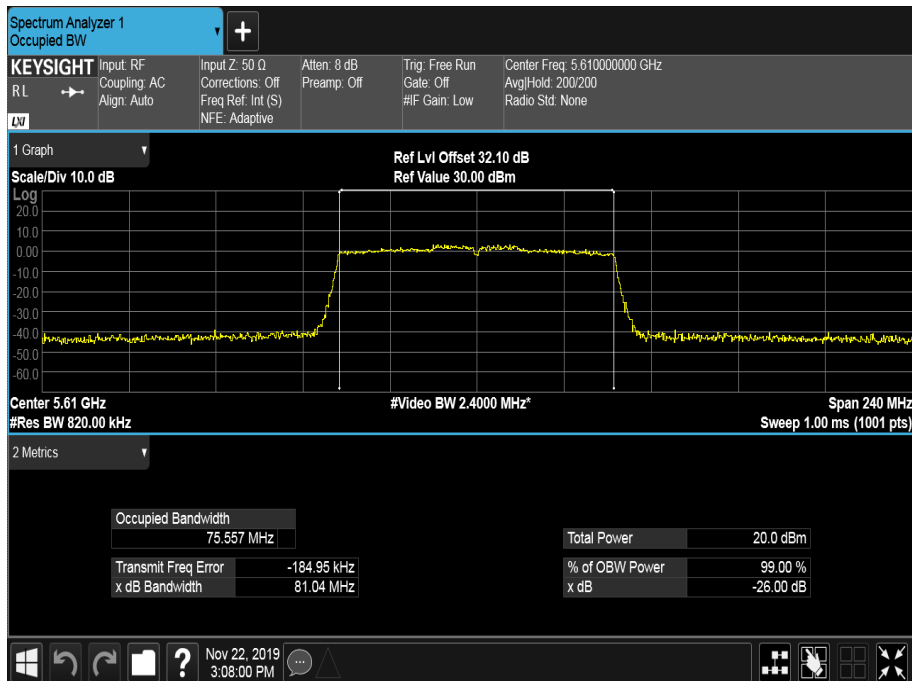 Spectrum Analyzer 1
Occupied BW
+
KEYSIGHT
RL
LXI
Input: RF
Coupling: AC
Align: Auto
Input Z: 50 Ω
Corrections: Off
Freq Ref: Int (S)
NFE: Adaptive
Atten: 8 dB
Preamp: Off
Trig: Free Run
Gate: Off
#IF Gain: Low
Center Freq: 5.610000000 GHz
Avg|Hold: 200/200
Radio Std: None
1 Graph
Scale/Div 10.0 dB
Ref Lvl Offset 32.10 dB
Ref Value 30.00 dBm
Log
20.0
10.0
0.00
-10.0
-20.0
-30.0
-40.0
-50.0
-60.0
Center 5.61 GHz
#Video BW 2.4000 MHz*
Span 240 MHz
#Res BW 820.00 kHz
Sweep 1.00 ms (1001 pts)
2 Metrics
Occupied Bandwidth
75.557 MHz
Total Power 20.0 dBm
Transmit Freq Error -184.95 kHz
% of OBW Power 99.00 %
x dB Bandwidth 81.04 MHz
x dB -26.00 dB
?
Nov 22, 2019
3:08:00 PM